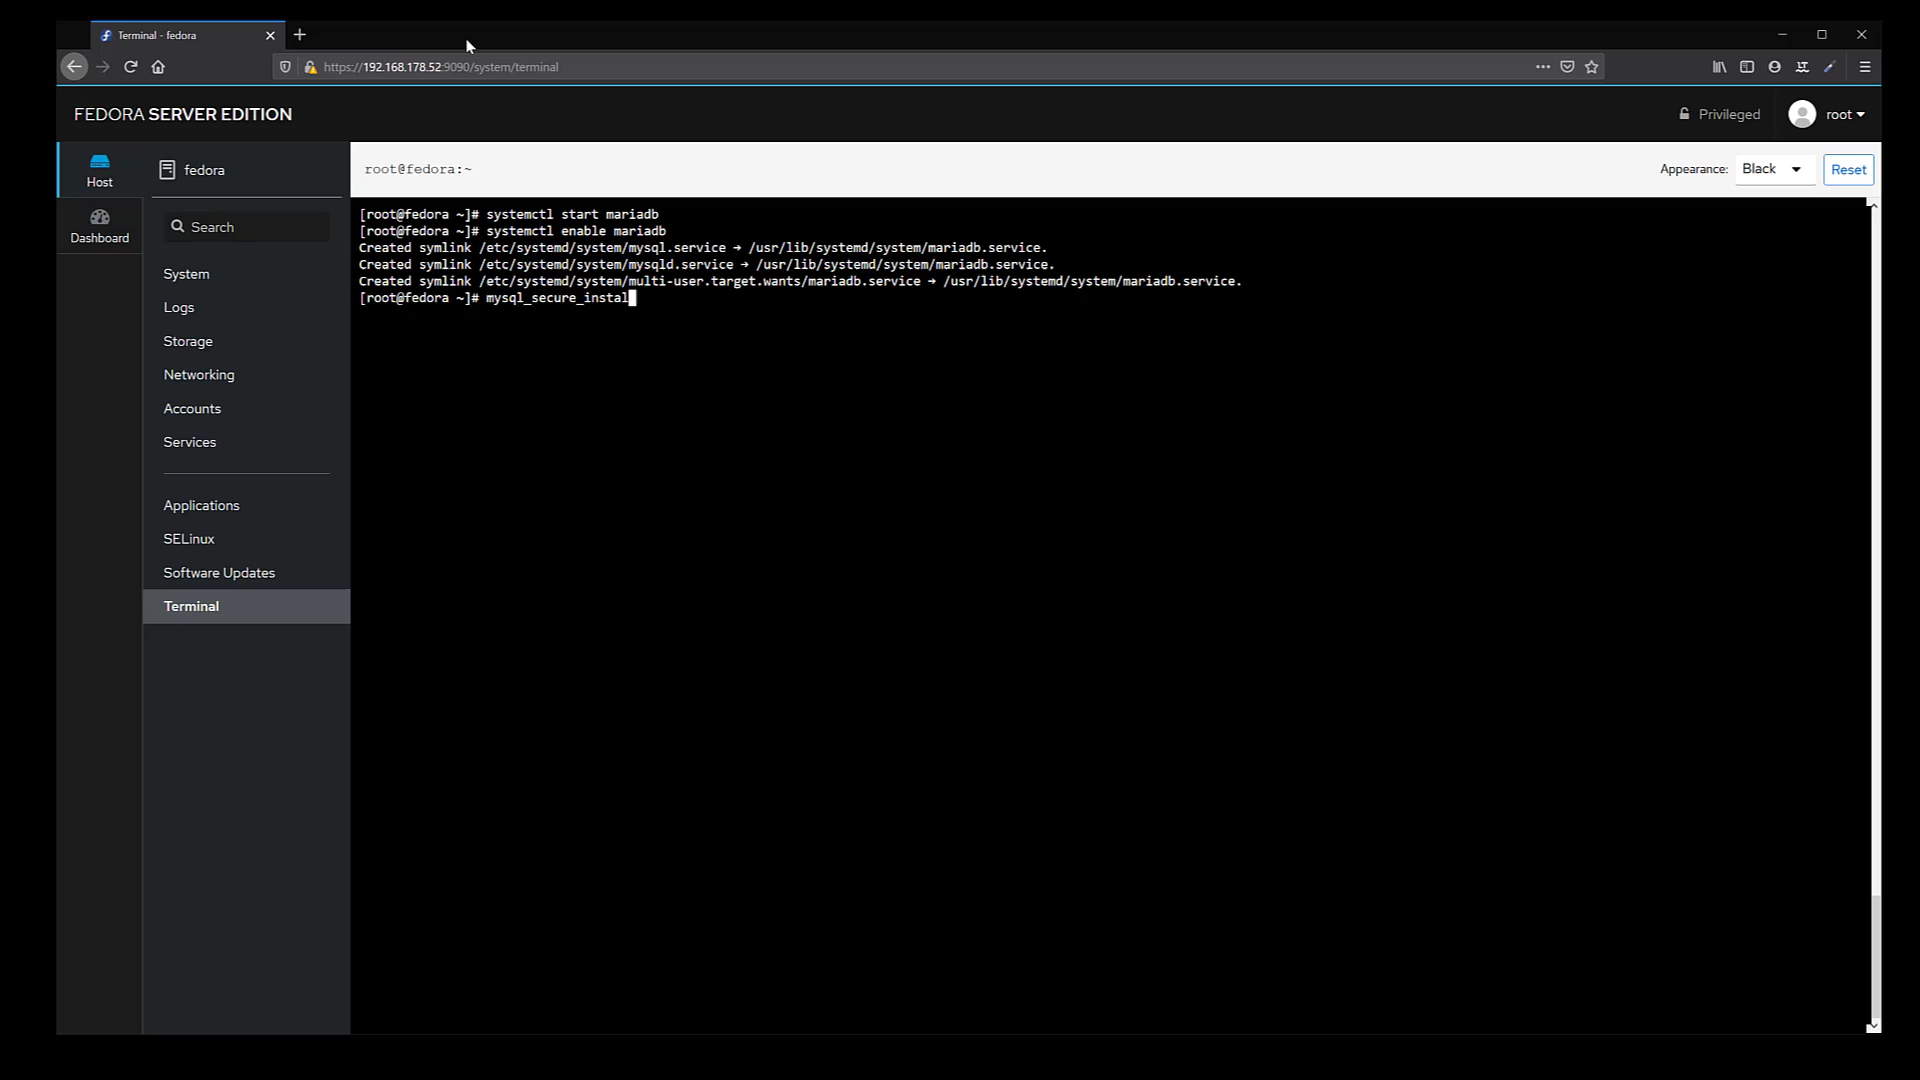 Terminal - fedora
https://192.168.178.52:9090/system/terminal
FEDORA SERVER EDITION
Privileged
root
Host
Dashboard
fedora
Search
System
Logs
Storage
Networking
Accounts
Services
Applications
SELinux
Software Updates
Terminal
root@fedora:~
Appearance: Black
Reset
[root@fedora ~]# systemctl start mariadb
[root@fedora ~]# systemctl enable mariadb
Created symlink /etc/systemd/system/mysql.service → /usr/lib/systemd/system/mariadb.service.
Created symlink /etc/systemd/system/mysqld.service → /usr/lib/systemd/system/mariadb.service.
Created symlink /etc/systemd/system/multi-user.target.wants/mariadb.service → /usr/lib/systemd/system/mariadb.service.
[root@fedora ~]# mysql_secure_instal